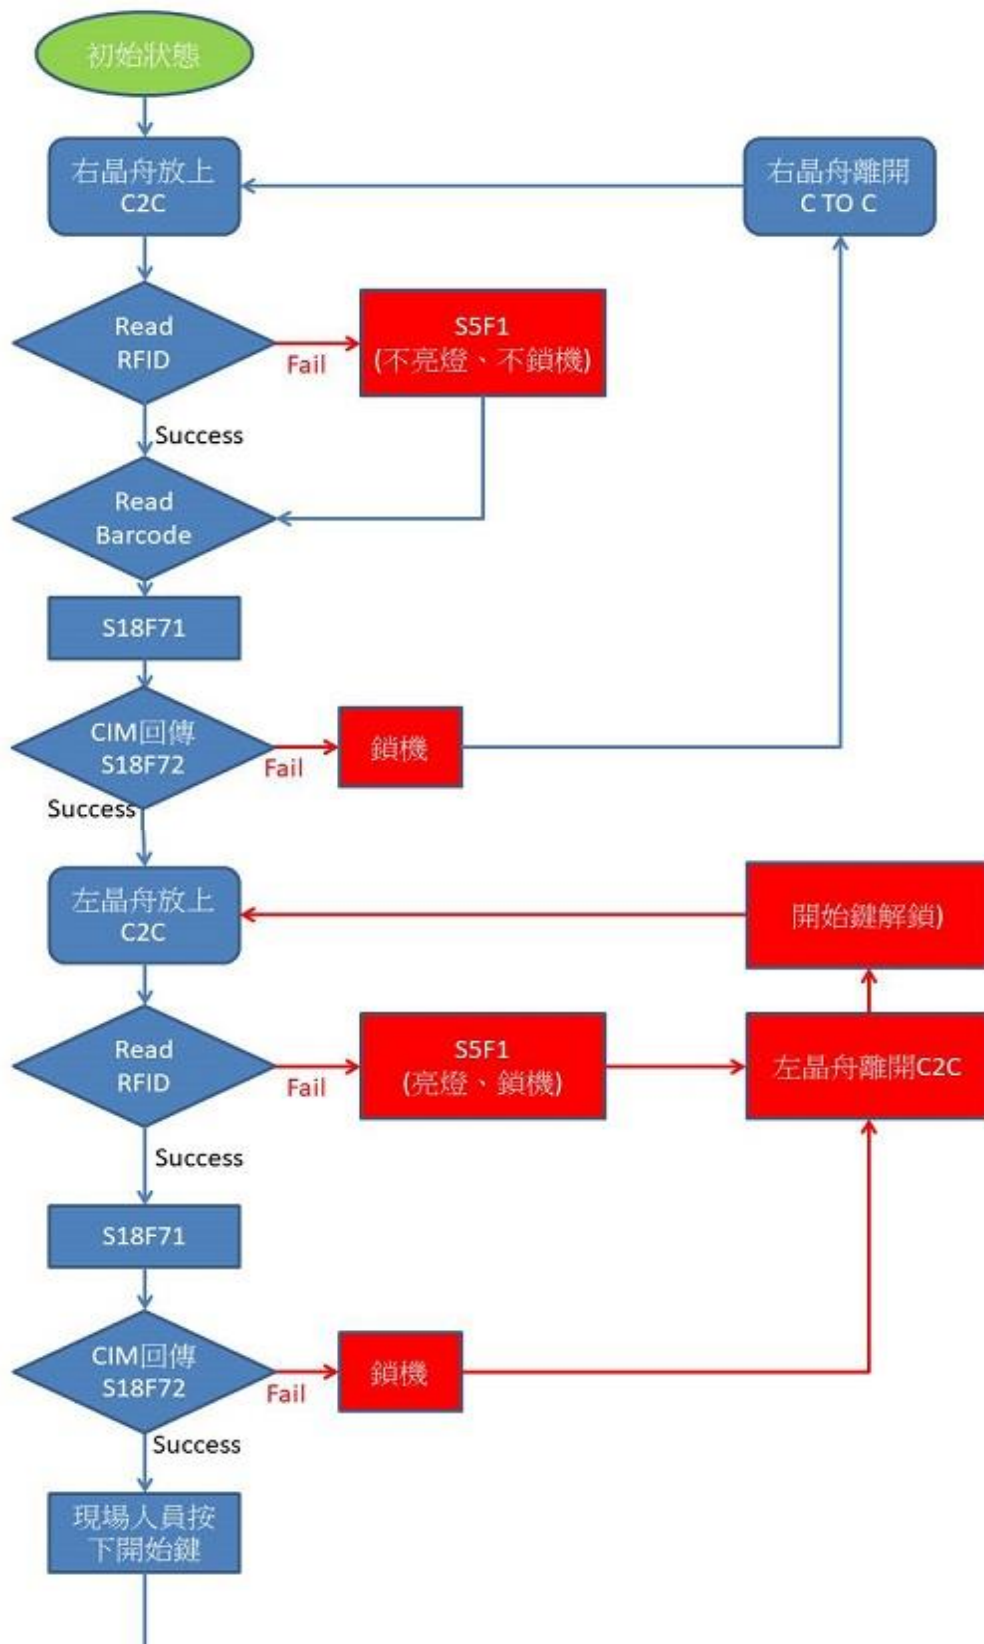 初始狀態
右晶舟放上
C2C
右晶舟離開
C TO C
Read
RFID
Fail
S5F1
(不亮燈、不鎖機)
Success
Read
Barcode
S18F71
CIM回傳
S18F72
Fail
鎖機
Success
左晶舟放上
C2C
開始鍵解鎖)
Read
RFID
Fail
S5F1
(亮燈、鎖機)
左晶舟離開C2C
Success
S18F71
CIM回傳
S18F72
Fail
鎖機
Success
現場人員按
下開始鍵